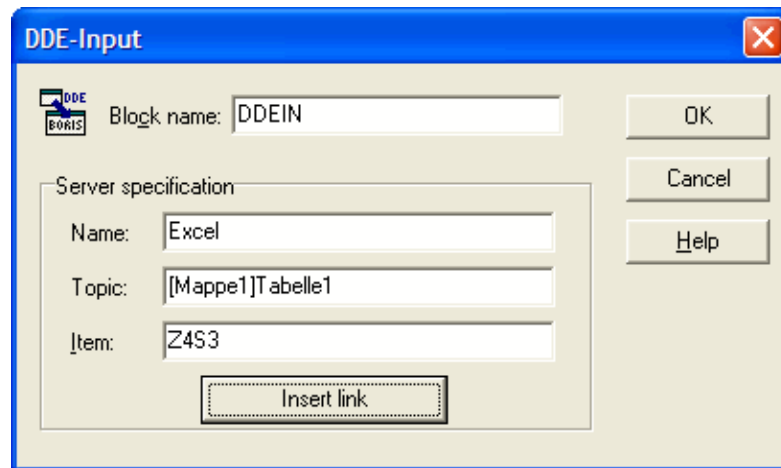 DDE-Input
DDE
BORIS
Block name: DDEIN
OK
Cancel
Help
Server specification
Name: Excel
Topic: [Mappe1]Tabelle1
Item: Z4S3
Insert link